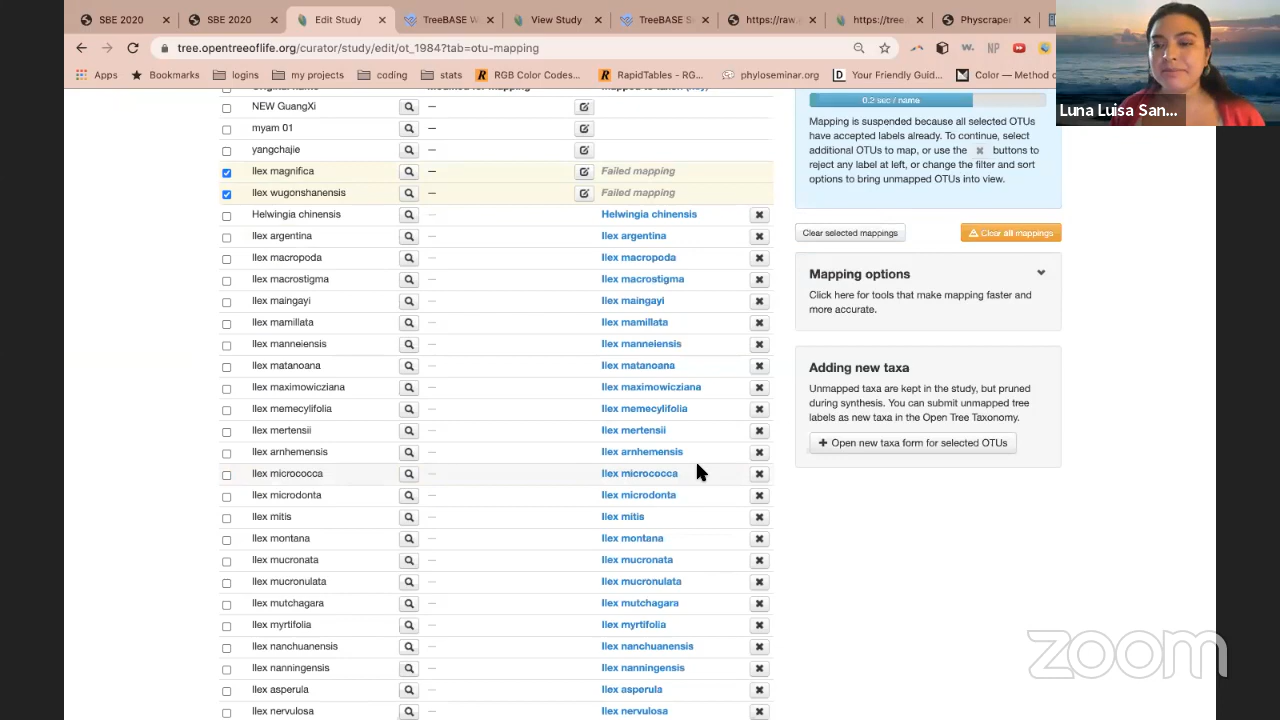 SBE 2020
Edit Study
TreeBASE W
View Study
TreeBASE S
https://raw
https://tree
Physcraper
tree.opentreeoflife.org/curator/study/edit/ot_1984?tab=otu-mapping
Apps
Bookmarks
logins
my projects
coding
stats
RGB Color Codes...
RapidTables - RG...
phyloseminar.org
Your Friendly Guid...
Color — Method o
Luna Luisa San...
NEW GuangXi —
myam 01 —
yangchajie —
Ilex magnifica — Failed mapping
Ilex wugonshanensis — Failed mapping
Helwingia chinensis — Helwingia chinensis
Ilex argentina — Ilex argentina
Ilex macropoda — Ilex macropoda
Ilex macrostigma — Ilex macrostigma
Ilex maingayi — Ilex maingayi
Ilex mamillata — Ilex mamillata
Ilex manneiensis — Ilex manneiensis
Ilex matanoana — Ilex matanoana
Ilex maximowicziana — Ilex maximowicziana
Ilex memecylifolia — Ilex memecylifolia
Ilex mertensii — Ilex mertensii
Ilex arnhemensis — Ilex arnhemensis
Ilex micrococca — Ilex micrococca
Ilex microdonta — Ilex microdonta
Ilex mitis — Ilex mitis
Ilex montana — Ilex montana
Ilex mucronata — Ilex mucronata
Ilex mucronulata — Ilex mucronulata
Ilex mutchagara — Ilex mutchagara
Ilex myrtifolia — Ilex myrtifolia
Ilex nanchuanensis — Ilex nanchuanensis
Ilex nanningensis — Ilex nanningensis
Ilex asperula — Ilex asperula
Ilex nervulosa — Ilex nervulosa
0.2 sec / name
Mapping is suspended because all selected OTUs
have accepted labels already. To continue, select
additional OTUs to map, or use the ✖ buttons to
reject any label at left, or change the filter and sort
options to bring unmapped OTUs into view.
Clear selected mappings
Clear all mappings
Mapping options
Click here for tools that make mapping faster and
more accurate.
Adding new taxa
Unmapped taxa are kept in the study, but pruned
during synthesis. You can submit unmapped tree
labels as new taxa in the Open Tree Taxonomy.
+ Open new taxa form for selected OTUs
zoom